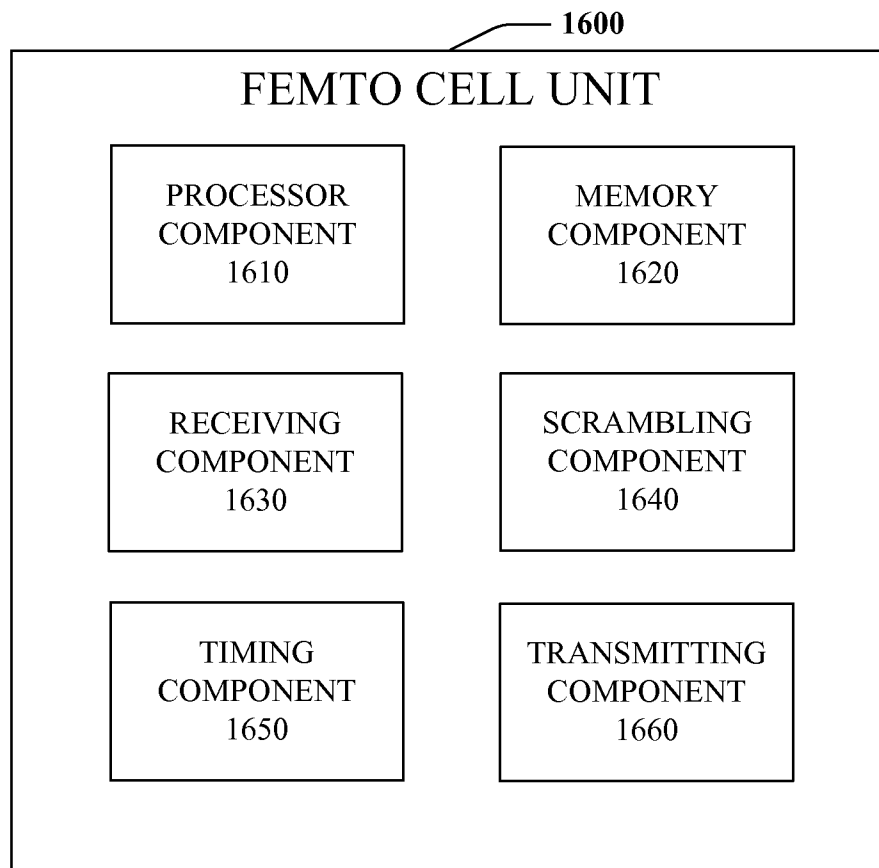 1600
FEMTO CELL UNIT
PROCESSOR
COMPONENT
1610
MEMORY
COMPONENT
1620
RECEIVING
COMPONENT
1630
SCRAMBLING
COMPONENT
1640
TIMING
COMPONENT
1650
TRANSMITTING
COMPONENT
1660